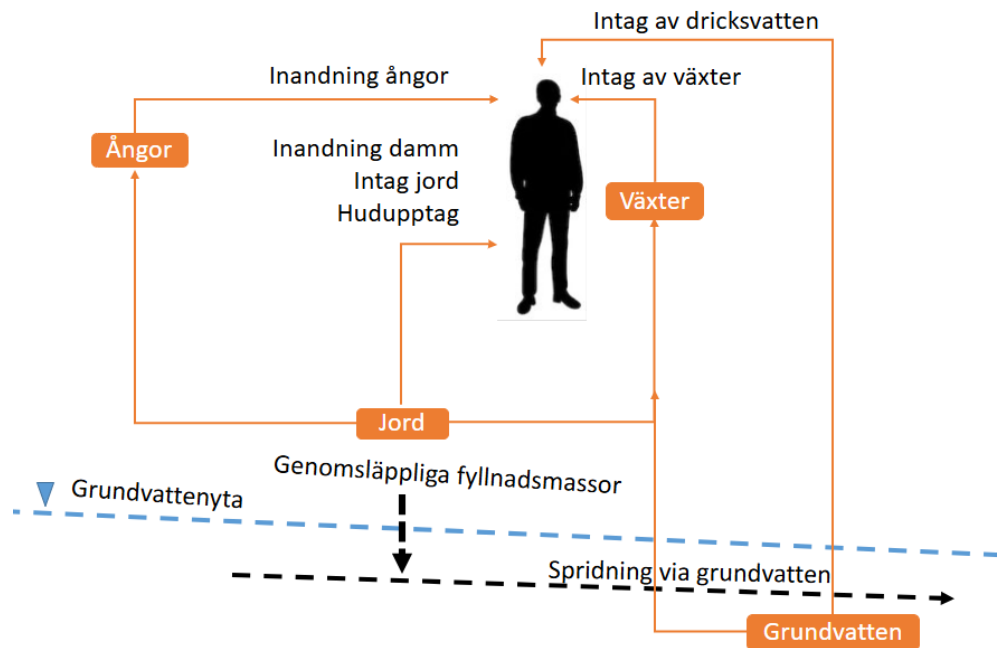 Intag av dricksvatten
Inandning ångor
Intag av växter
Ångor
Inandning damm
Intag jord
Hudupptag
Växter
Jord
Genomsläppliga fyllnadsmassor
Grundvattenyta
Spridning via grundvatten
Grundvatten